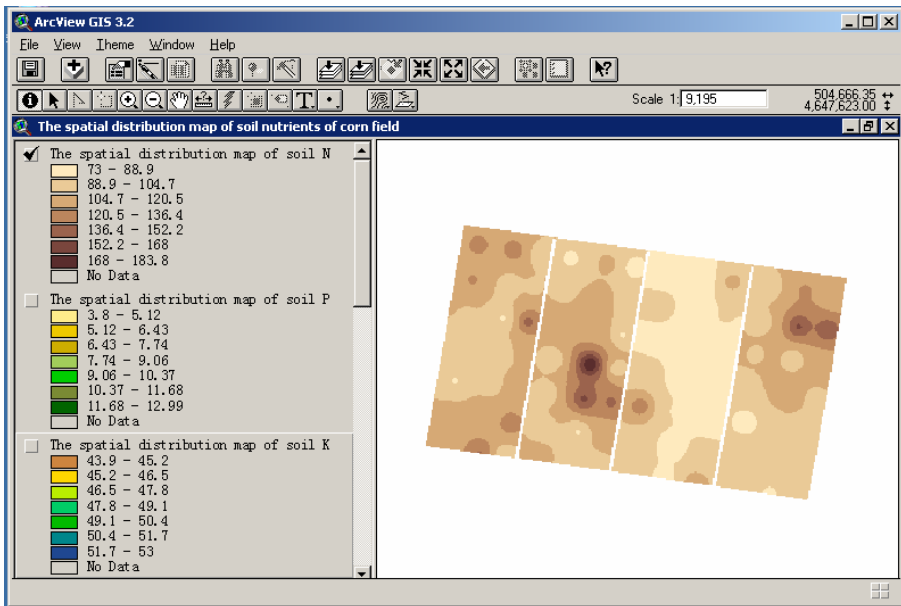 ArcView GIS 3.2
File View Theme Window Help
Scale 1: 9,195
504,666.35
4,647,623.00
The spatial distribution map of soil nutrients of corn field
The spatial distribution map of soil N
73 - 88.9
88.9 - 104.7
104.7 - 120.5
120.5 - 136.4
136.4 - 152.2
152.2 - 168
168 - 183.8
No Data
The spatial distribution map of soil P
3.8 - 5.12
5.12 - 6.43
6.43 - 7.74
7.74 - 9.06
9.06 - 10.37
10.37 - 11.68
11.68 - 12.99
No Data
The spatial distribution map of soil K
43.9 - 45.2
45.2 - 46.5
46.5 - 47.8
47.8 - 49.1
49.1 - 50.4
50.4 - 51.7
51.7 - 53
No Data